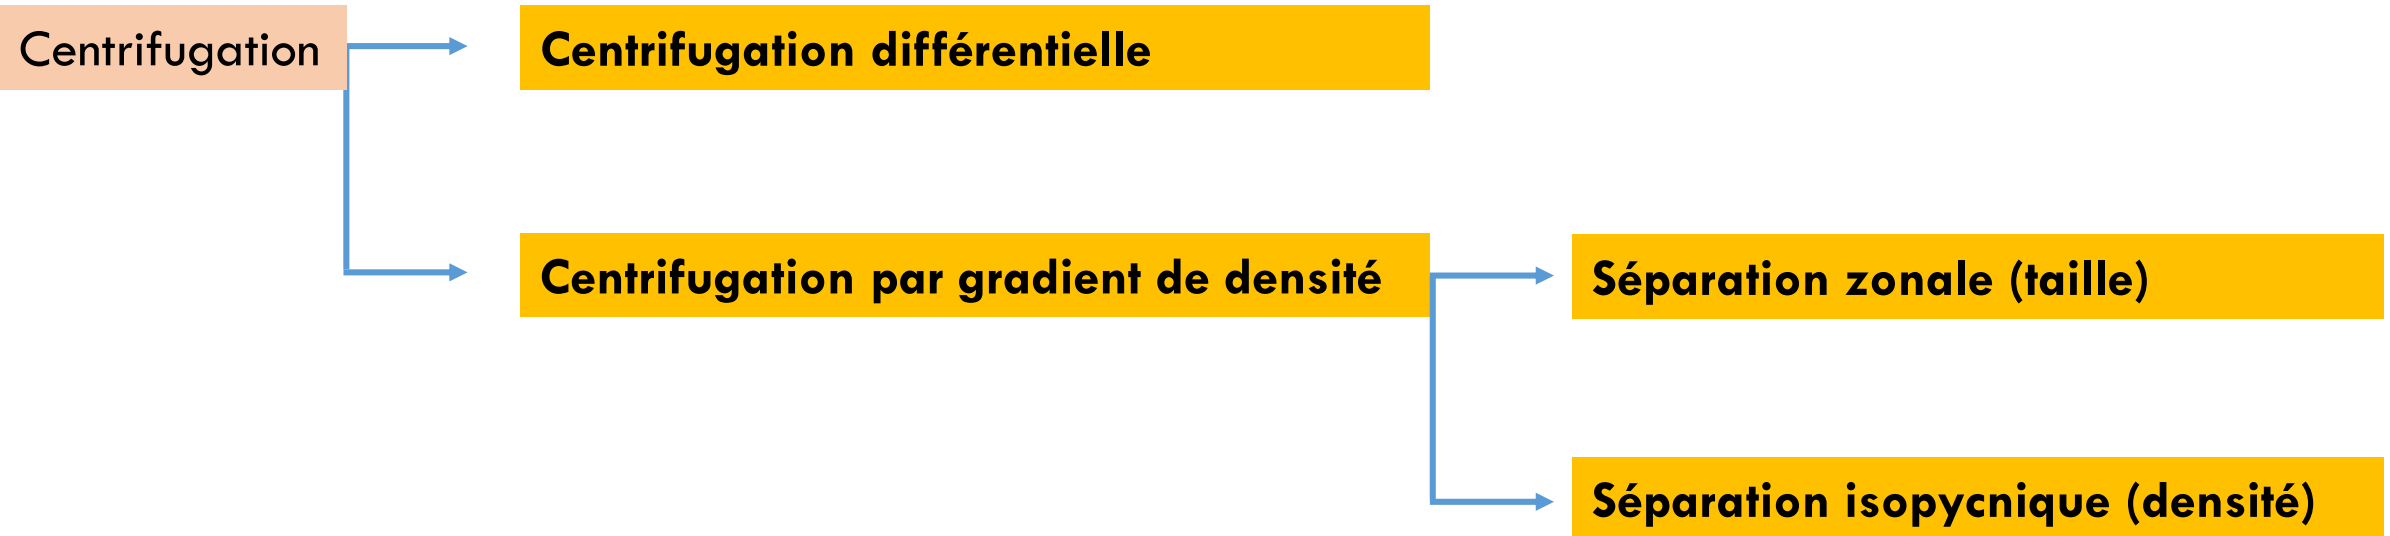 Centrifugation
Centrifugation différentielle
Centrifugation par gradient de densité
Séparation zonale (taille)
Séparation isopycnique (densité)